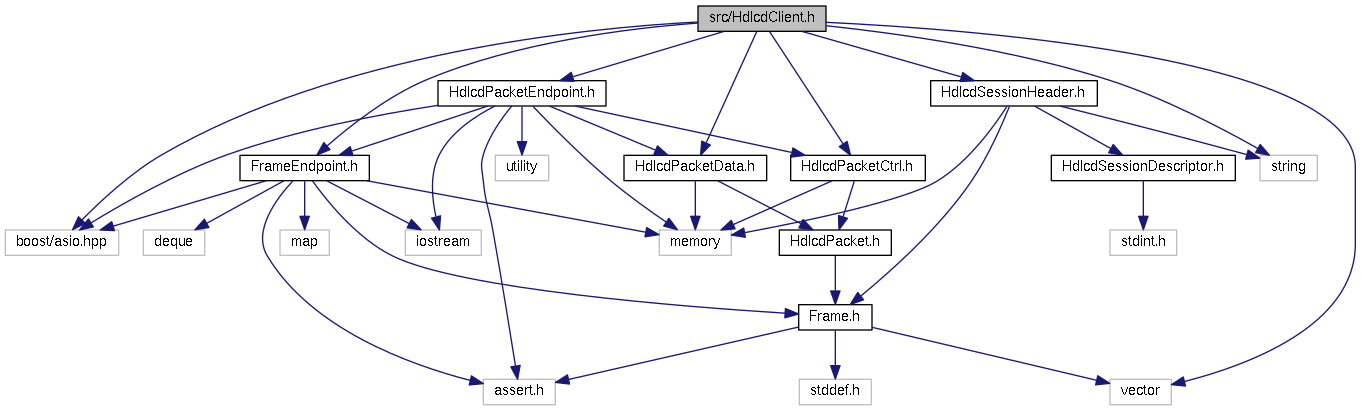 src/HdlcdClient.h
HdlcdPacketEndpoint.h
HdlcdSessionHeader.h
FrameEndpoint.h
utility
HdlcdPacketData.h
HdlcdPacketCtrl.h
HdlcdSessionDescriptor.h
string
boost/asio.hpp
deque
map
iostream
memory
HdlcdPacket.h
stdint.h
Frame.h
assert.h
stddef.h
vector